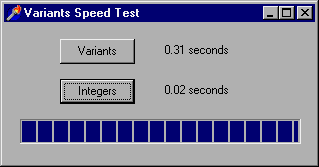 Variants Speed Test
Variants 0.31 seconds
Integers 0.02 seconds